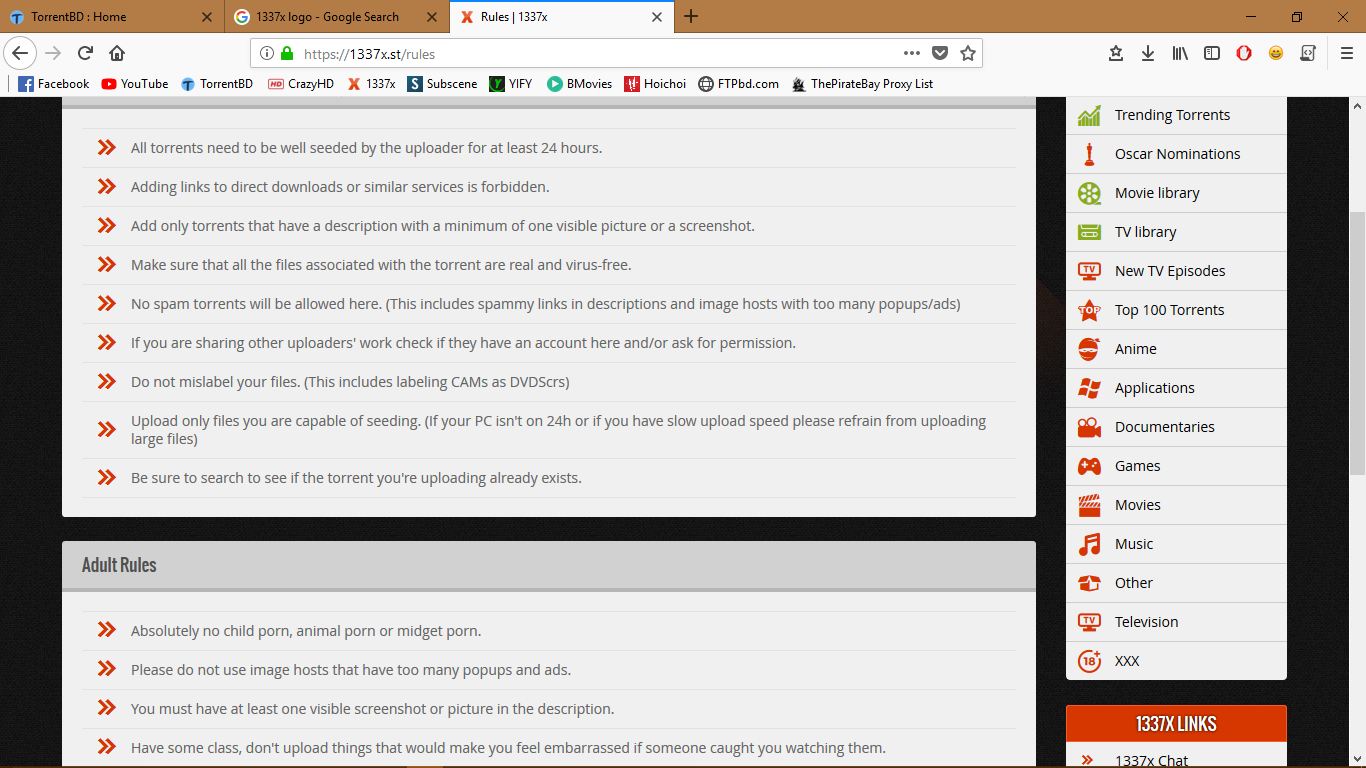 TorrentBD : Home
1337x logo - Google Search
Rules | 1337x
https://1337x.st/rules
Facebook
YouTube
TorrentBD
HD
CrazyHD
1337x
S
Subscene
Y
YIFY
BMovies
Hoichoi
FTPbd.com
ThePirateBay Proxy List
All torrents need to be well seeded by the uploader for at least 24 hours.
Adding links to direct downloads or similar services is forbidden.
Add only torrents that have a description with a minimum of one visible picture or a screenshot.
Make sure that all the files associated with the torrent are real and virus-free.
No spam torrents will be allowed here. (This includes spammy links in descriptions and image hosts with too many popups/ads)
If you are sharing other uploaders' work check if they have an account here and/or ask for permission.
Do not mislabel your files. (This includes labeling CAMs as DVDScrs)
Upload only files you are capable of seeding. (If your PC isn't on 24h or if you have slow upload speed please refrain from uploading
large files)
Be sure to search to see if the torrent you're uploading already exists.
Adult Rules
Absolutely no child porn, animal porn or midget porn.
Please do not use image hosts that have too many popups and ads.
You must have at least one visible screenshot or picture in the description.
Have some class, don't upload things that would make you feel embarrassed if someone caught you watching them.
Trending Torrents
Oscar Nominations
Movie library
TV library
TV
New TV Episodes
TOP
Top 100 Torrents
Anime
Applications
Documentaries
Games
Movies
Music
Other
TV
Television
18+
XXX
1337X LINKS
1337x Chat